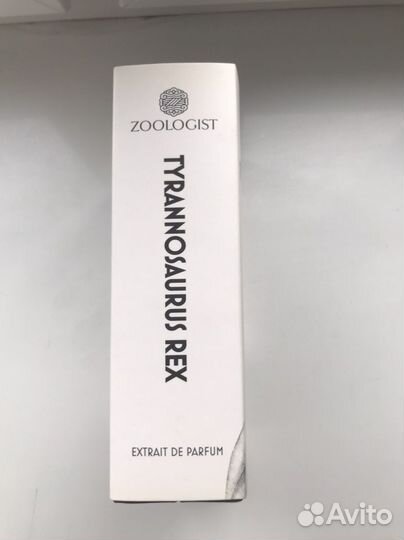 ZOOLOGIST
TYRANNOSAURUS REX
EXTRAIT DE PARFUM
Avito